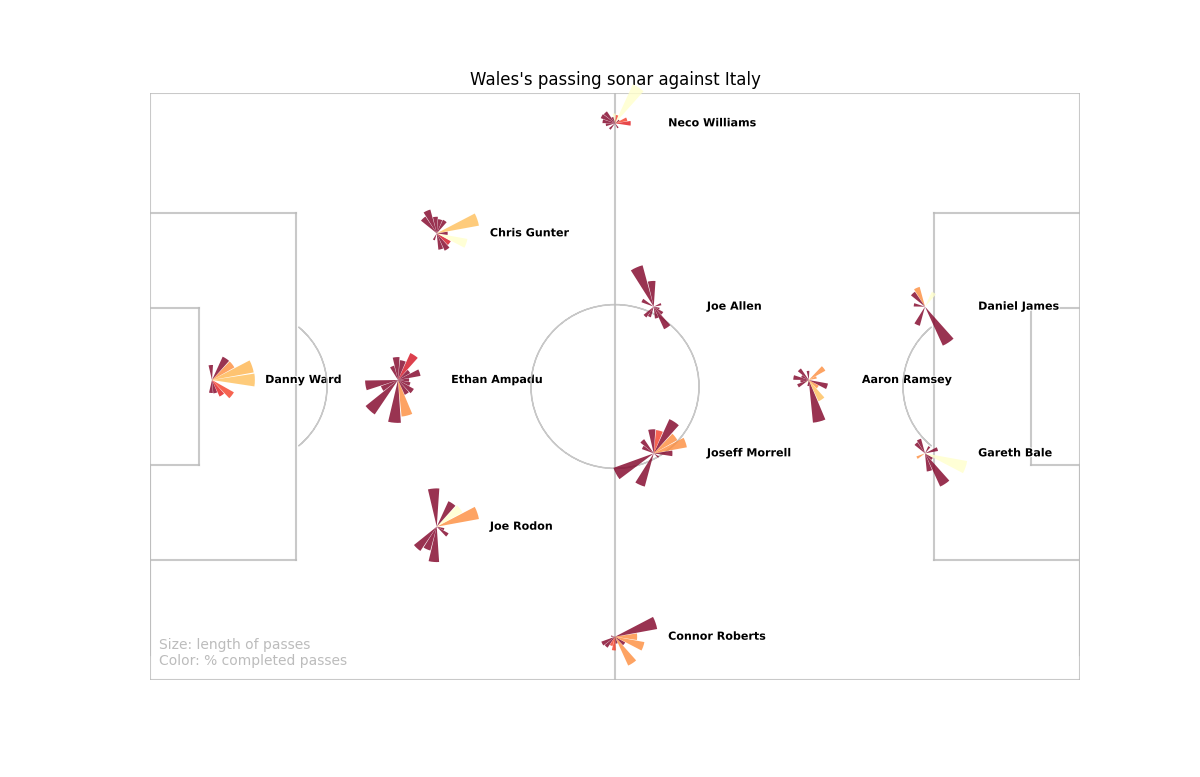 Wales's passing sonar against Italy
Neco Williams
Chris Gunter
Joe Allen
Daniel James
Danny Ward
Ethan Ampadu
Aaron Ramsey
Joseff Morrell
Gareth Bale
Joe Rodon
Connor Roberts
Size: length of passes
Color: % completed passes